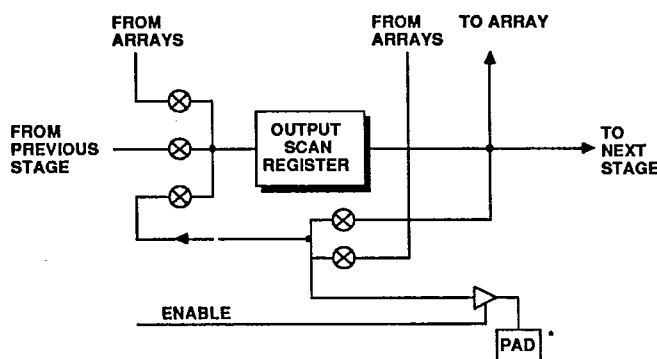 FROM
ARRAYS
FROM
ARRAYS
TO ARRAY
FROM
PREVIOUS
STAGE
OUTPUT
SCAN
REGISTER
TO
NEXT
STAGE
ENABLE
PAD *